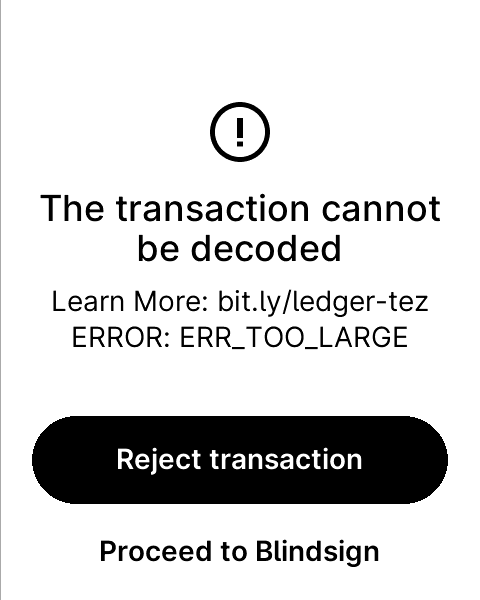 The transaction cannot
be decoded
Learn More: bit.ly/ledger-tez
ERROR: ERR_TOO_LARGE
Reject transaction
Proceed to Blindsign